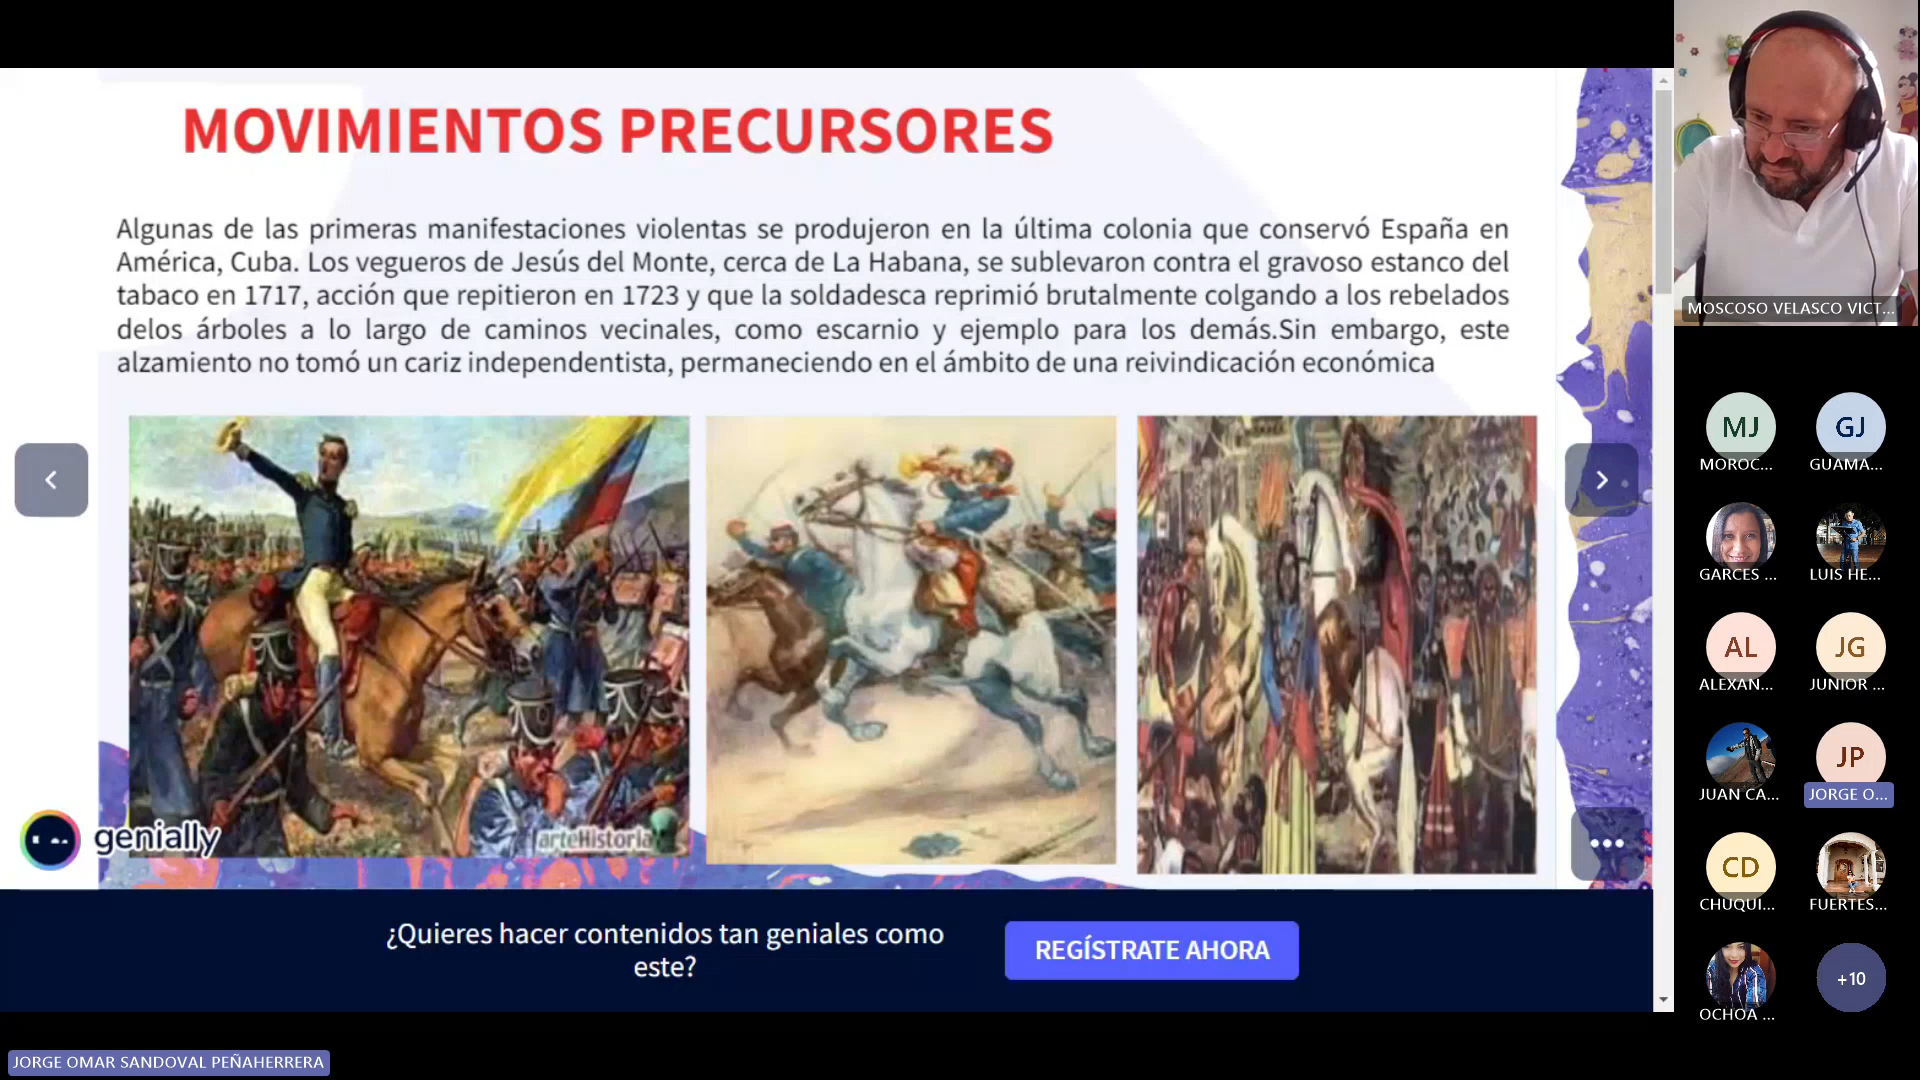 MOVIMIENTOS PRECURSORES
Algunas de las primeras manifestaciones violentas se produjeron en la última colonia que conservó España en
América, Cuba. Los vegueros de Jesús del Monte, cerca de La Habana, se sublevaron contra el gravoso estanco del
tabaco en 1717, acción que repitieron en 1723 y que la soldadesca reprimió brutalmente colgando a los rebelados
delos árboles a lo largo de caminos vecinales, como escarnio y ejemplo para los demás.Sin embargo, este
alzamiento no tomó un cariz independentista, permaneciendo en el ámbito de una reivindicación económica
arteHistoria
genially
¿Quieres hacer contenidos tan geniales como
este?
REGÍSTRATE AHORA
JORGE OMAR SANDOVAL PEÑAHERRERA
MOSCOSO VELASCO VICT...
MJ
GJ
MOROC...
GUAMA...
GARCES ...
LUIS HE...
AL
JG
ALEXAN...
JUNIOR ...
JP
JUAN CA...
JORGE O...
CD
CHUQUI...
FUERTES...
+10
OCHOA ...